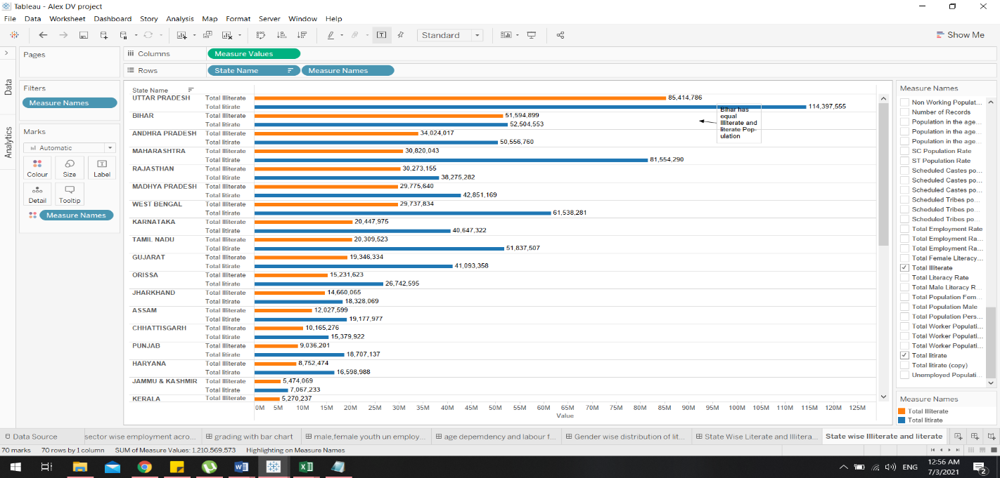 Tableau - Alex DV project
File Data Worksheet Dashboard Story Analysis Map Format Server Window Help
Standard
Show Me
Pages
Columns
Measure Values
Rows
State Name
Measure Names
Data
Analytics
Filters
Measure Names
Marks
Automatic
Colour Size Label
Detail Tooltip
Measure Names
State Name
UTTAR PRADESH Total Illiterate 85,414,786
Total litirate 114,397,555
BIHAR Total Illiterate 51,594,899
Total litirate 52,504,553
ANDHRA PRADESH Total Illiterate 34,024,017
Total litirate 50,556,760
MAHARASHTRA Total Illiterate 30,820,043
Total litirate 81,554,290
RAJASTHAN Total Illiterate 30,273,155
Total litirate 38,275,282
MADHYA PRADESH Total Illiterate 29,775,640
Total litirate 42,851,169
WEST BENGAL Total Illiterate 29,737,834
Total litirate 61,538,281
KARNATAKA Total Illiterate 20,447,975
Total litirate 40,647,322
TAMIL NADU Total Illiterate 20,309,523
Total litirate 51,837,507
GUJARAT Total Illiterate 19,346,334
Total litirate 41,093,358
ORISSA Total Illiterate 15,231,623
Total litirate 26,742,595
JHARKHAND Total Illiterate 14,660,065
Total litirate 18,328,069
ASSAM Total Illiterate 12,027,599
Total litirate 19,177,977
CHHATTISGARH Total Illiterate 10,165,276
Total litirate 15,379,922
PUNJAB Total Illiterate 9,036,201
Total litirate 18,707,137
HARYANA Total Illiterate 8,752,474
Total litirate 16,598,988
JAMMU & KASHMIR Total Illiterate 5,474,069
Total litirate 7,067,233
KERALA Total Illiterate 5,270,237
Bihar has
equal
Illiterate and
literate Pop-
ulation
0M 5M 10M 15M 20M 25M 30M 35M 40M 45M 50M 55M 60M 65M 70M 75M 80M 85M 90M 95M 100M 105M 110M 115M 120M 125M
Value
Measure Names
Non Working Populat...
Number of Records
Population in the age...
Population in the age...
Population in the age...
SC Population Rate
ST Population Rate
Scheduled Castes po...
Scheduled Castes po...
Scheduled Castes po...
Scheduled Tribes po...
Scheduled Tribes po...
Scheduled Tribes po...
Total Employment Rate
Total Employment Ra...
Total Employment Ra...
Total Female Literacy...
Total Illiterate
Total Literacy Rate
Total Male Literacy R...
Total Population Fem...
Total Population Male
Total Population Pers...
Total Worker Populati...
Total Worker Populati...
Total Worker Populati...
Total litirate
Total litirate (copy)
Unemployed Populati...
Measure Names
Total Illiterate
Total litirate
Data Source sector wise employment acro... grading with bar chart male,female youth un employ... age depemdency and labour f... Gender wise distribution of lit... State Wise Literate and Illitera... State wise Illiterate and literate
70 marks 70 rows by 1 column SUM of Measure Values: 1,210,569,573 Highlighting on Measure Names
ENG
12:56 AM
7/3/2021
2